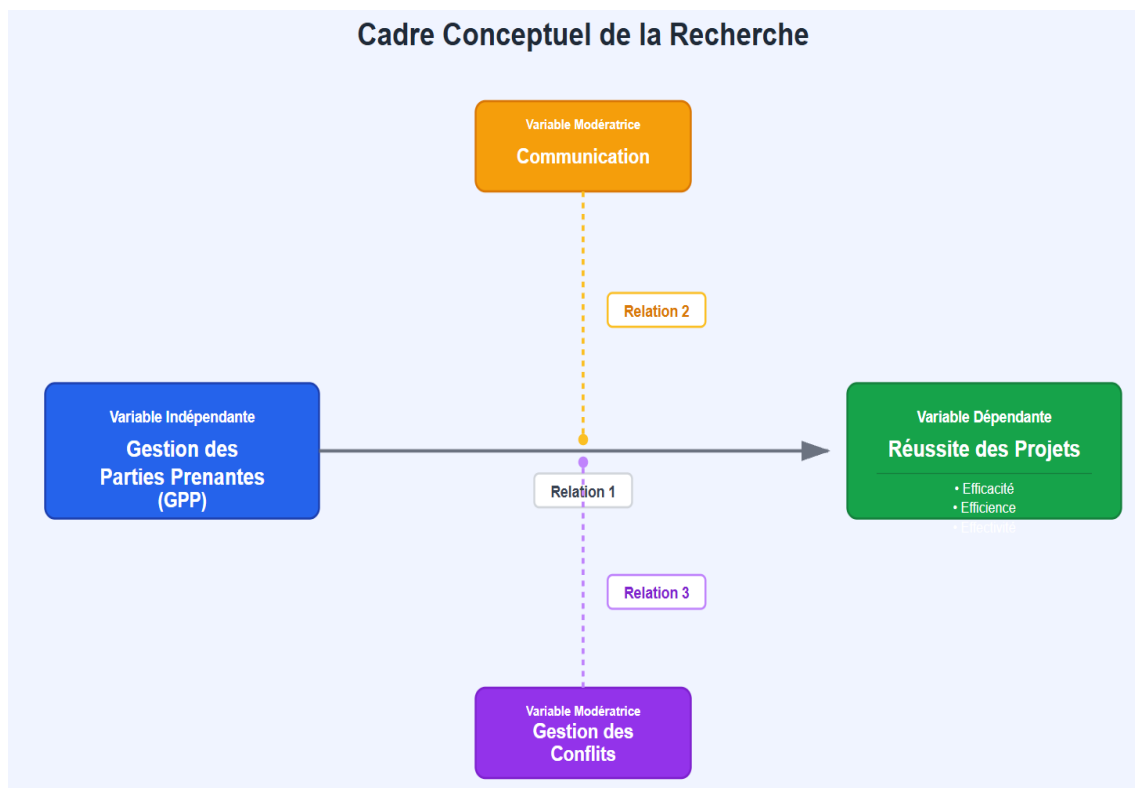 Cadre Conceptuel de la Recherche
Variable Modératrice
Communication
Relation 2
Variable Indépendante
Gestion des
Parties Prenantes
(GPP)
Variable Dépendante
Réussite des Projets
• Efficacité
• Efficience
• Effectivité
Relation 1
Relation 3
Variable Modératrice
Gestion des
Conflits